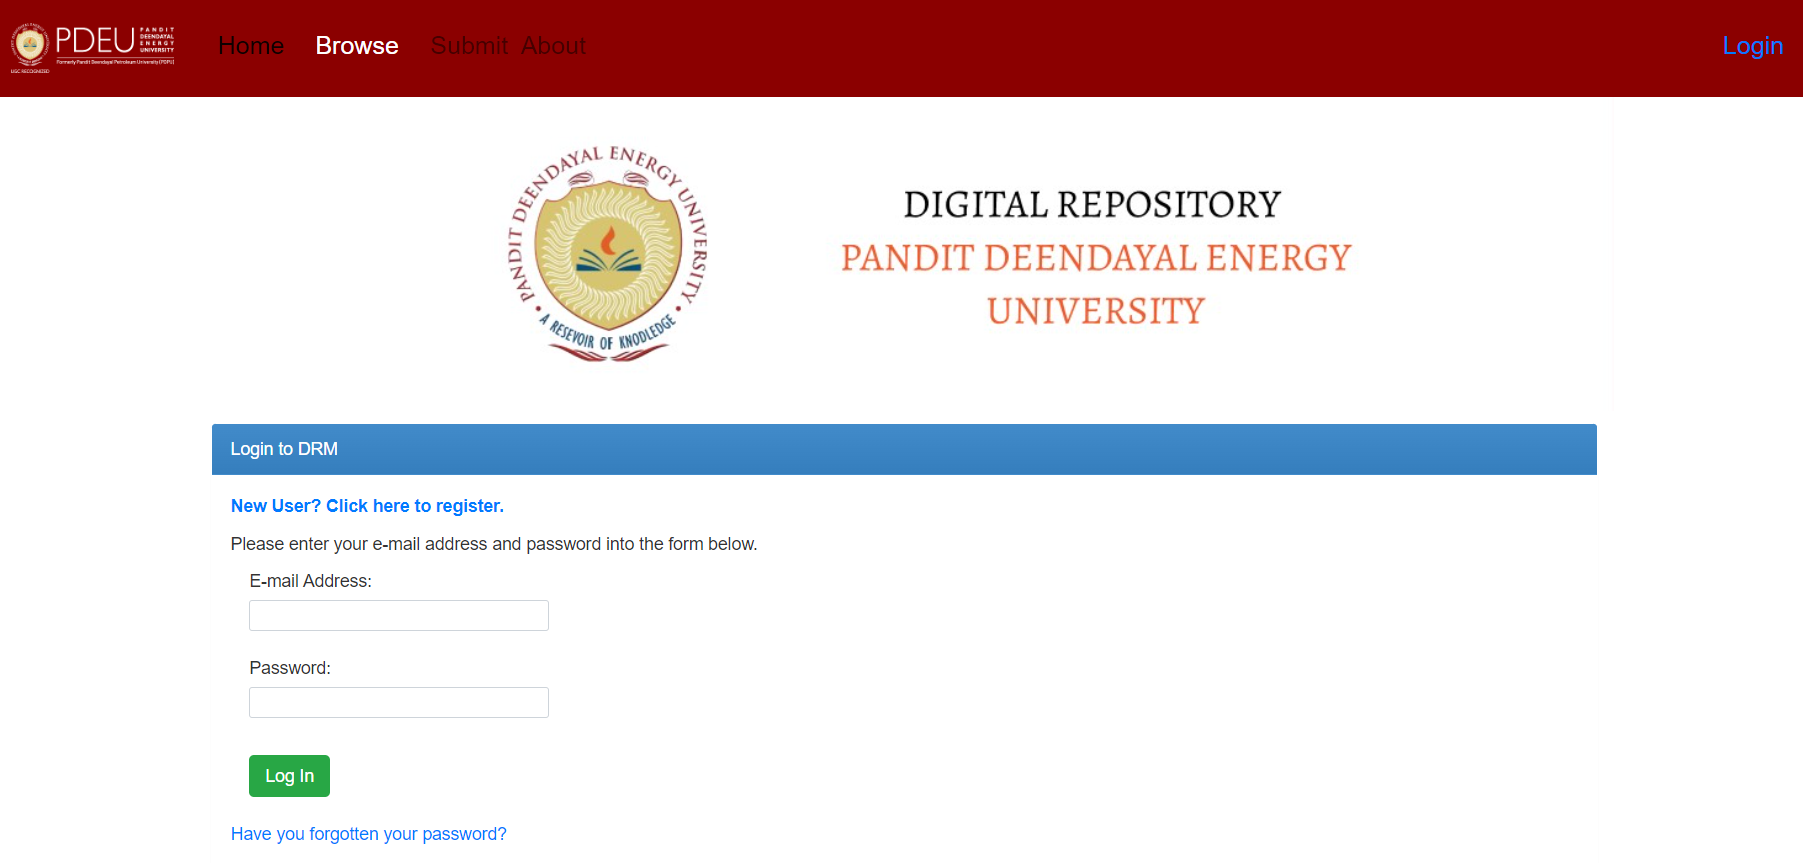 PDEU
PANDIT
DEENDAYAL
ENERGY
UNIVERSITY
Formerly Pandit Deendayal Petroleum University (PDPU)
UGC RECOGNIZED
Home Browse Submit About Login
PANDIT DEENDAYAL ENERGY UNIVERSITY
A RESEVOIR OF KNODLEDGE
DIGITAL REPOSITORY
PANDIT DEENDAYAL ENERGY
UNIVERSITY
Login to DRM
New User? Click here to register.
Please enter your e-mail address and password into the form below.
E-mail Address:
Password:
Log In
Have you forgotten your password?